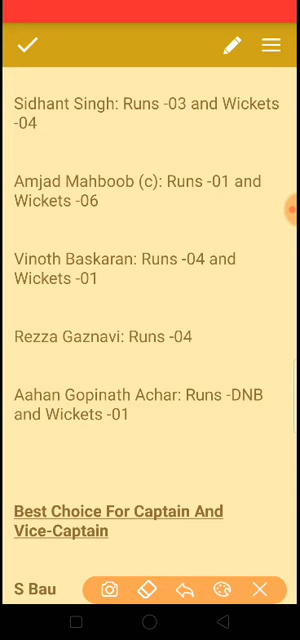 Sidhant Singh: Runs -03 and Wickets
-04
Amjad Mahboob (c): Runs -01 and
Wickets -06
Vinoth Baskaran: Runs -04 and
Wickets -01
Rezza Gaznavi: Runs -04
Aahan Gopinath Achar: Runs -DNB
and Wickets -01
Best Choice For Captain And
Vice-Captain
S Bau